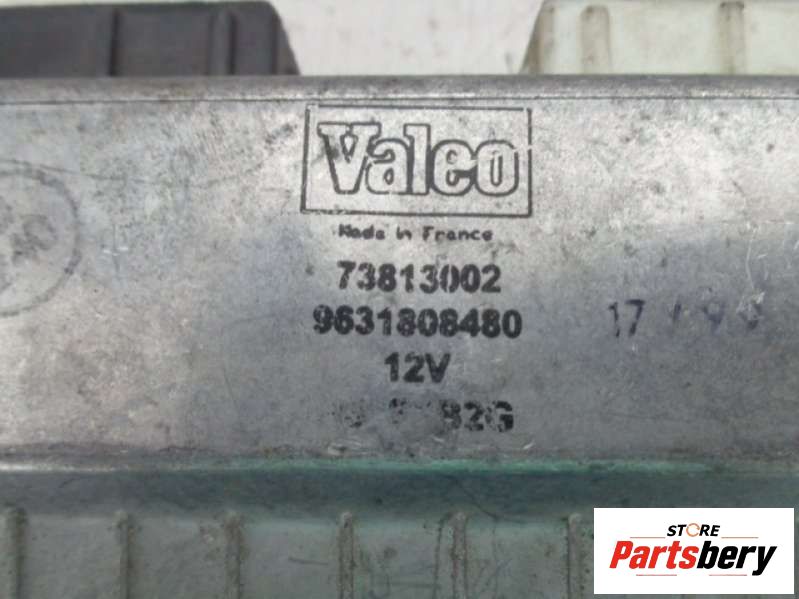 Valeo
Made in France
73813002
9631808480
12V
STORE
Partsbery